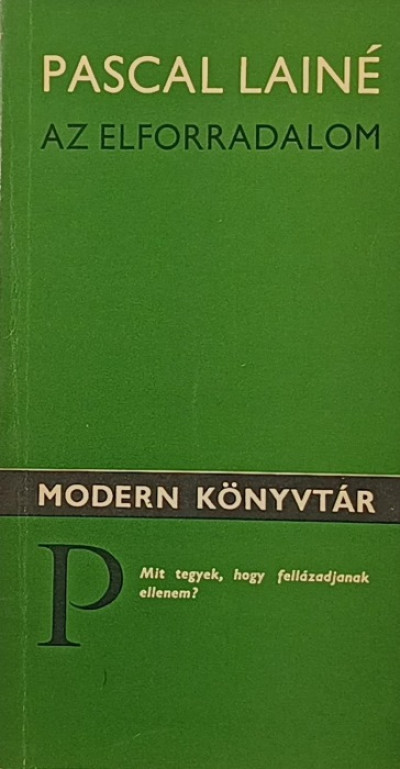 PASCAL LAINÉ
AZ ELFORRADALOM
MODERN KÖNYVTÁR
P
Mit tegyek, hogy fellázadjanak
ellenem?